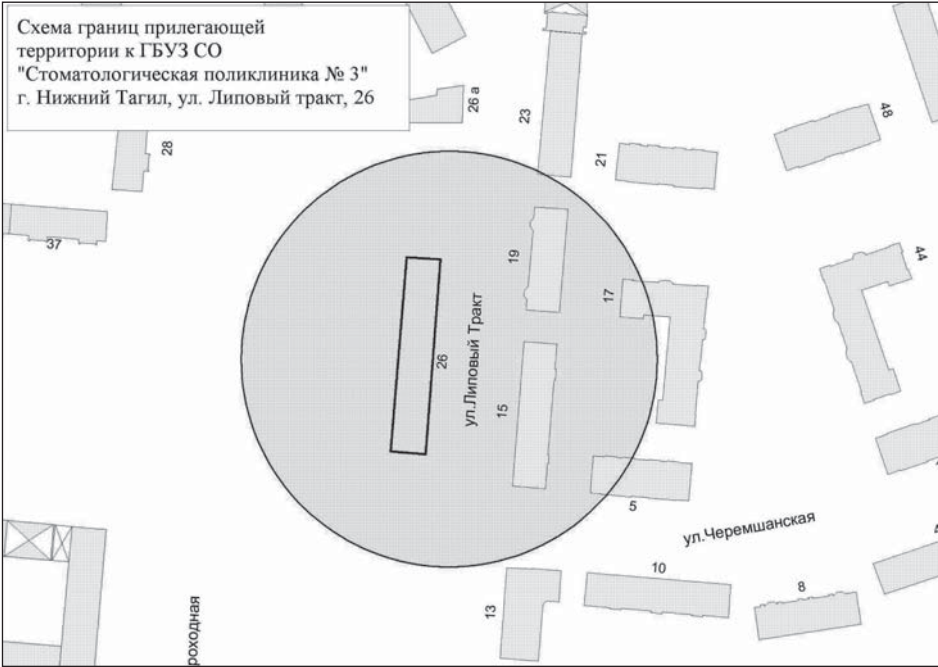 Схема границ прилегающей
территории к ГБУЗ СО
"Стоматологическая поликлиника № 3"
г. Нижний Тагил, ул. Липовый тракт, 26
26 а
23
48
28
21
37
19
44
17
26
ул.Липовый Тракт
15
5
ул.Черемшанская
10
8
13
роходная